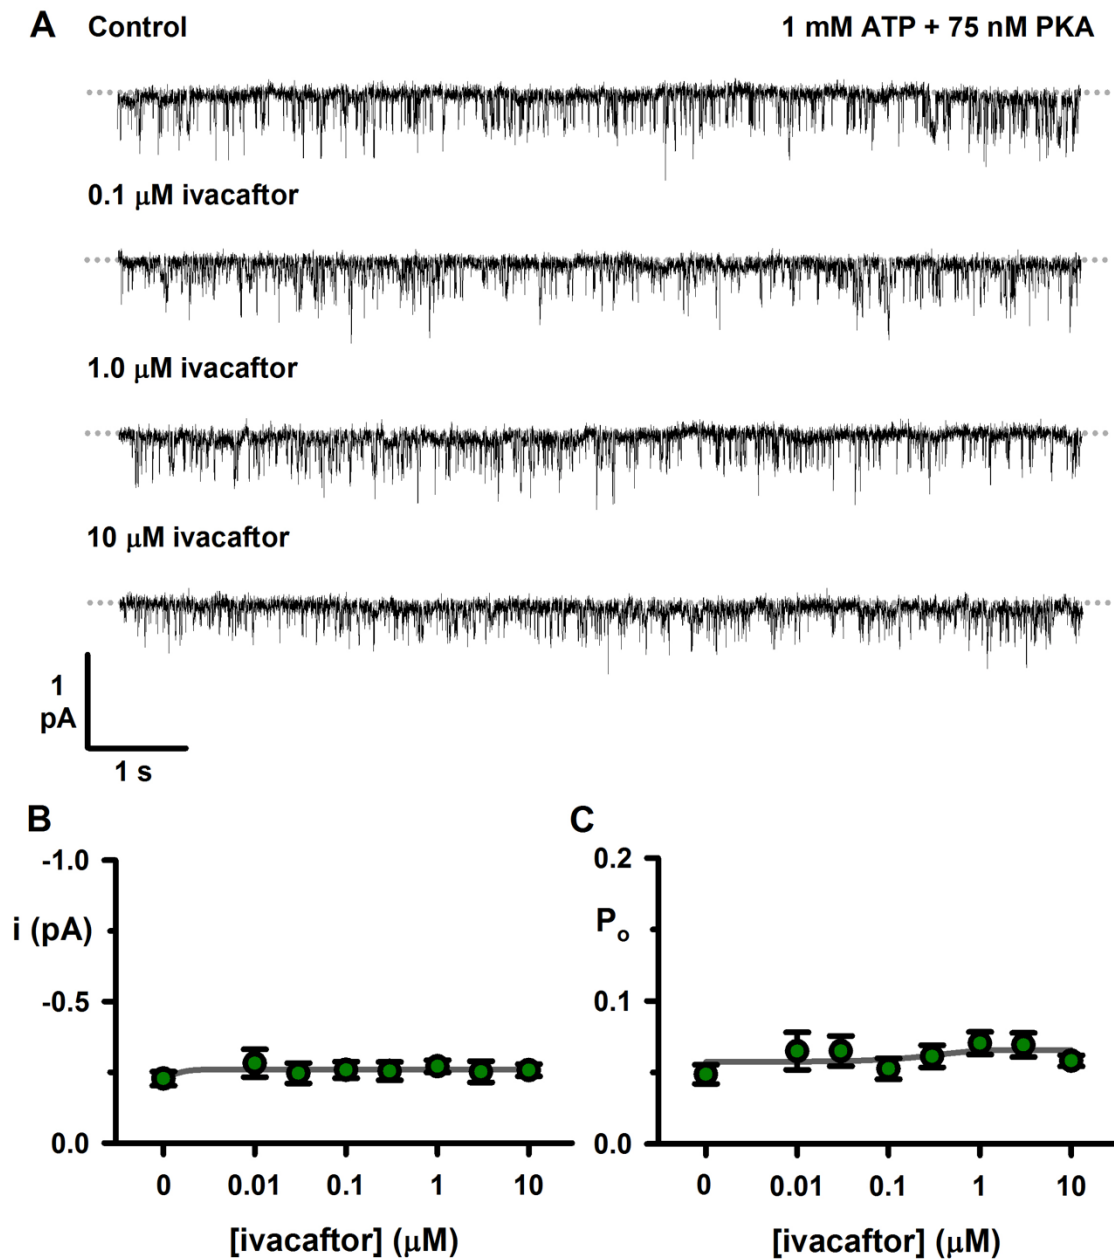 A Control 1 mM ATP + 75 nM PKA
0.1 μM ivacaftor
1.0 μM ivacaftor
10 μM ivacaftor
1
pA
1 s
B
-1.0
i (pA)
-0.5
0.0
0 0.01 0.1 1 10
[ivacaftor] (μM)
C
0.2
Po
0.1
0.0
0 0.01 0.1 1 10
[ivacaftor] (μM)